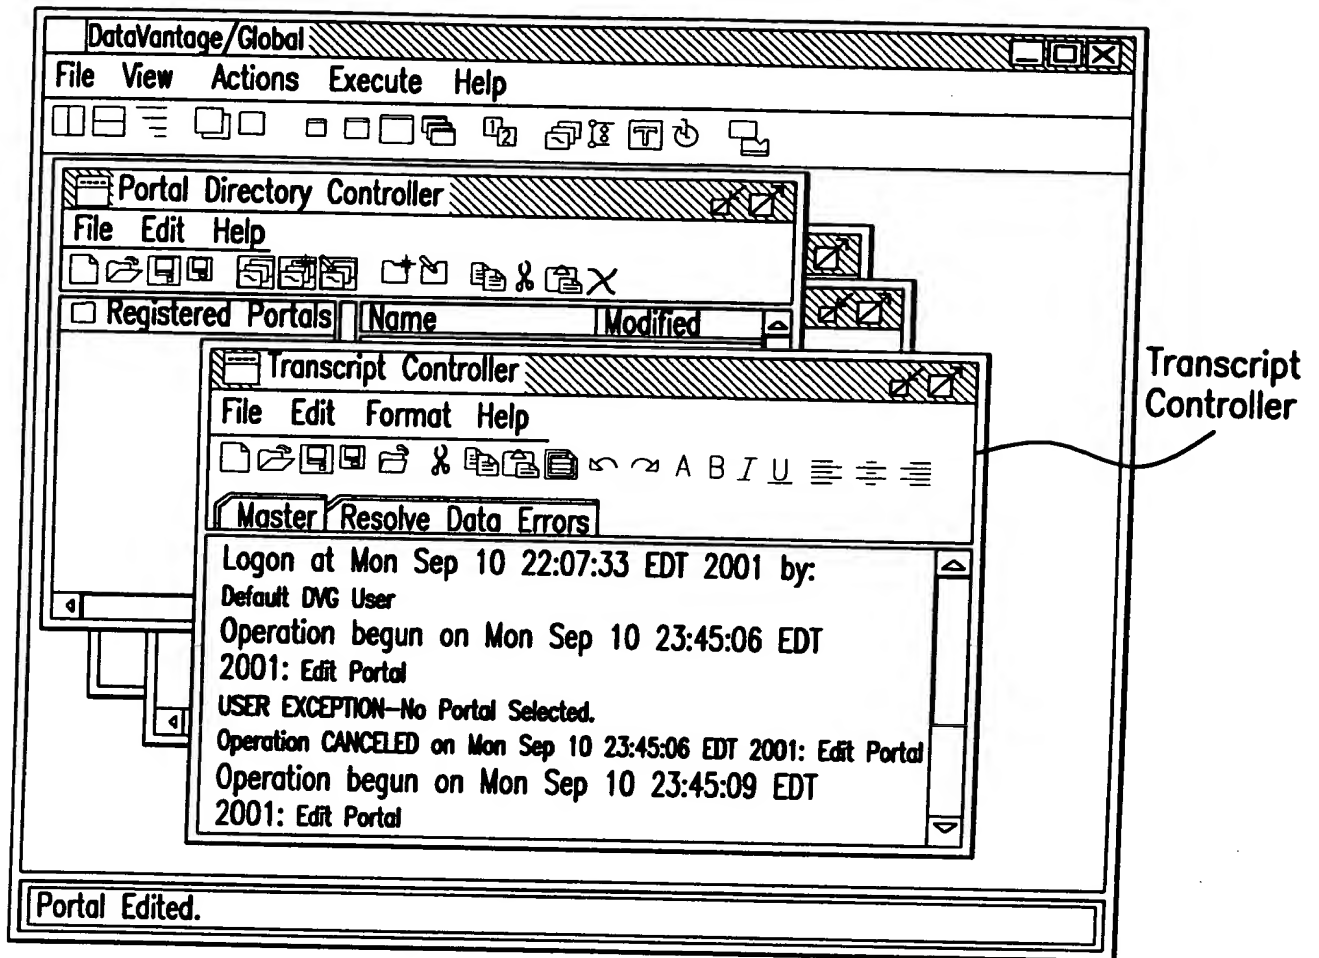 DataVantage/Global
File View Actions Execute Help
1 2 T
Portal Directory Controller
File Edit Help
Registered Portals Name Modified
Transcript Controller
File Edit Format Help
A B I U
Master Resolve Data Errors
Logon at Mon Sep 10 22:07:33 EDT 2001 by:
Default DVG User
Operation begun on Mon Sep 10 23:45:06 EDT
2001: Edit Portal
USER EXCEPTION—No Portal Selected.
Operation CANCELED on Mon Sep 10 23:45:06 EDT 2001: Edit Portal
Operation begun on Mon Sep 10 23:45:09 EDT
2001: Edit Portal
Portal Edited.
Transcript
Controller